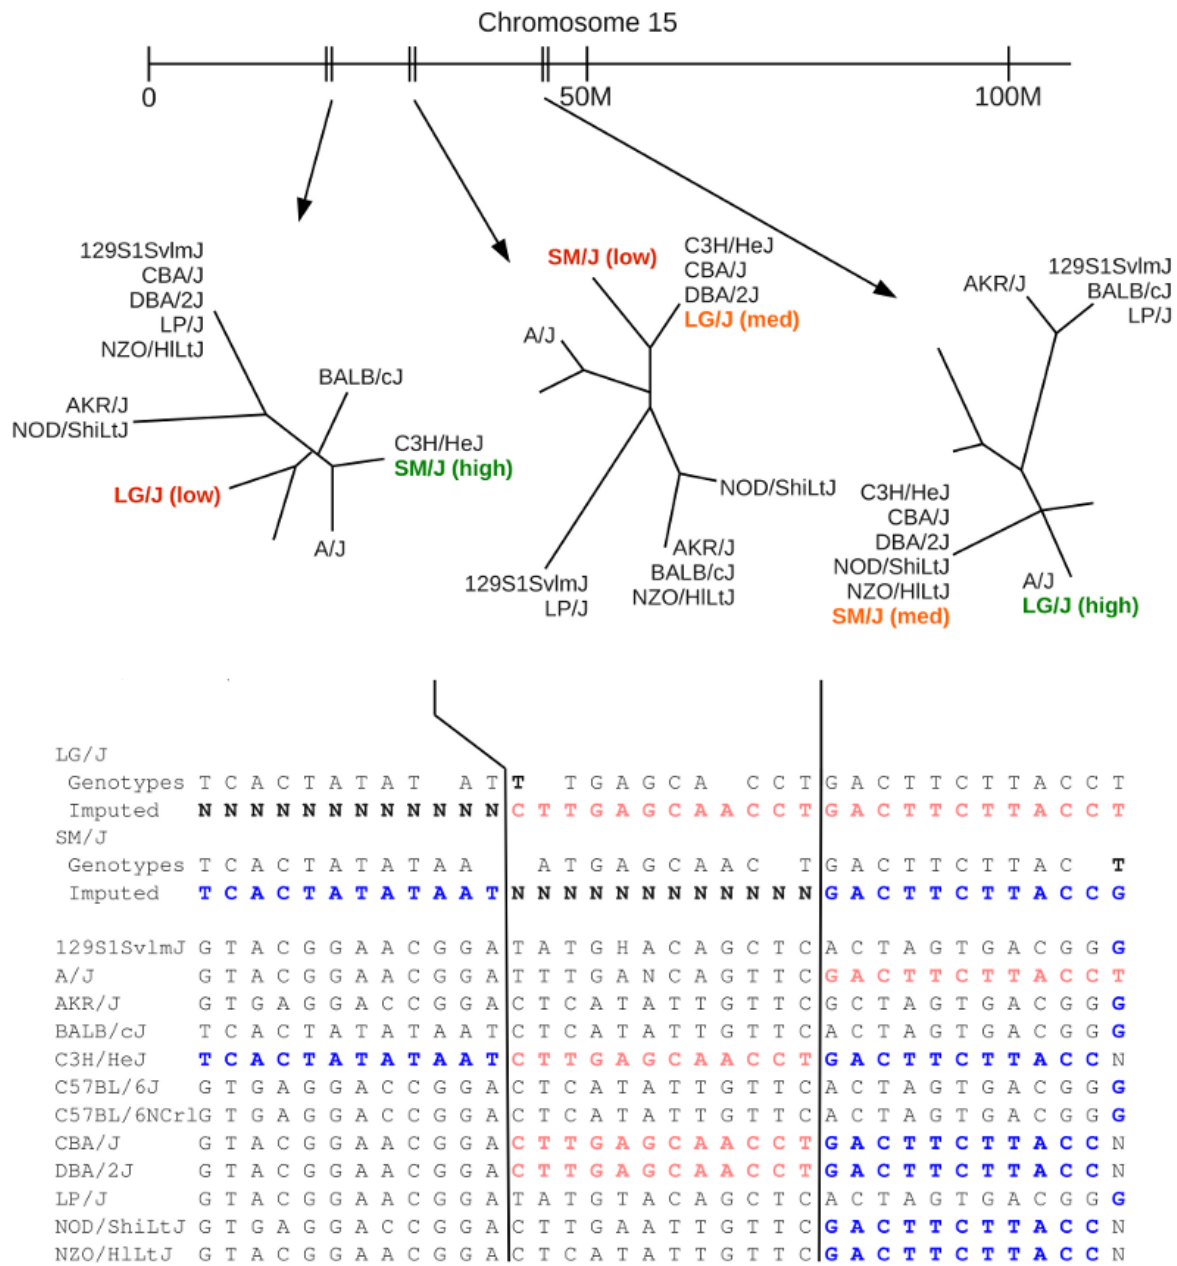 Chromosome 15
0 50M 100M
129S1SvlmJ
CBA/J
DBA/2J
LP/J
NZO/HlLtJ
AKR/J
NOD/ShiLtJ
BALB/cJ
C3H/HeJ
SM/J (high)
LG/J (low)
A/J
SM/J (low)
C3H/HeJ
CBA/J
DBA/2J
LG/J (med)
A/J
NOD/ShiLtJ
AKR/J
BALB/cJ
NZO/HlLtJ
129S1SvlmJ
LP/J
AKR/J
129S1SvlmJ
BALB/cJ
LP/J
C3H/HeJ
CBA/J
DBA/2J
NOD/ShiLtJ
NZO/HlLtJ
SM/J (med)
A/J
LG/J (high)
LG/J
Genotypes T C A C T A T A T A T T T G A G C A C C T G A C T T C T T A C C T
Imputed N N N N N N N N N N N N C T T G A G C A A C C T G A C T T C T T A C C T
SM/J
Genotypes T C A C T A T A T A A A T G A G C A A C T G A C T T C T T A C T
Imputed T C A C T A T A T A A T N N N N N N N N N N N N G A C T T C T T A C C G
129S1SvlmJ G T A C G G A A C G G A T A T G H A C A G C T C A C T A G T G A C G G G
A/J G T A C G G A A C G G A T T T G A N C A G T T C G A C T T C T T A C C T
AKR/J G T G A G G A C C G G A C T C A T A T T G T T C G C T A G T G A C G G G
BALB/cJ T C A C T A T A T A A T C T C A T A T T G T T C A C T A G T G A C G G G
C3H/HeJ T C A C T A T A T A A T C T T G A G C A A C C T G A C T T C T T A C C N
C57BL/6J G T G A G G A C C G G A C T C A T A T T G T T C A C T A G T G A C G G G
C57BL/6NCrl G T G A G G A C C G G A C T C A T A T T G T T C A C T A G T G A C G G G
CBA/J G T A C G G A A C G G A C T T G A G C A A C C T G A C T T C T T A C C N
DBA/2J G T A C G G A A C G G A C T T G A G C A A C C T G A C T T C T T A C C N
LP/J G T A C G G A A C G G A T A T G T A C A G C T C A C T A G T G A C G G G
NOD/ShiLtJ G T G A G G A C C G G A C T T G A A T T G T T C G A C T T C T T A C C N
NZO/HlLtJ G T A C G G A A C G G A C T C A T A T T G T T C G A C T T C T T A C C N